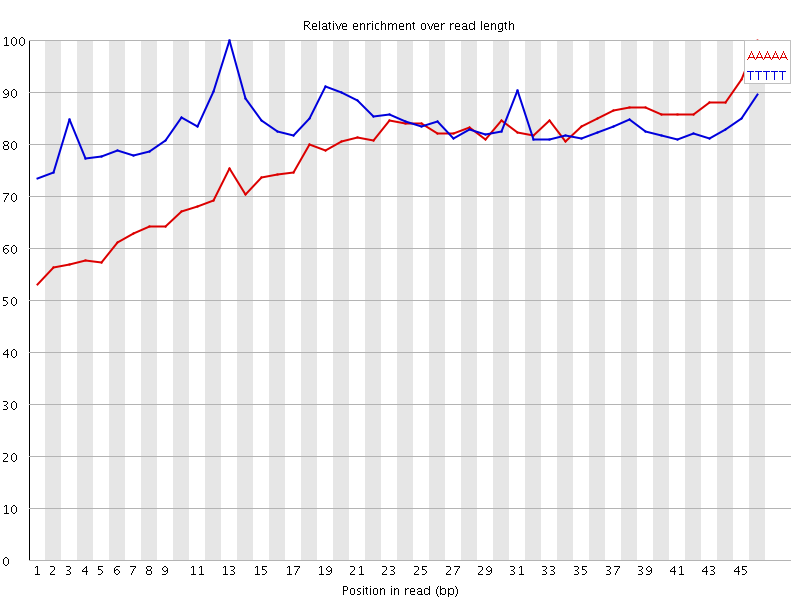 Relative enrichment over read length
100
90
80
70
60
50
40
30
20
10
0
AAAAA
TTTTT
1 2 3 4 5 6 7 8 9 11 13 15 17 19 21 23 25 27 29 31 33 35 37 39 41 43 45
Position in read (bp)